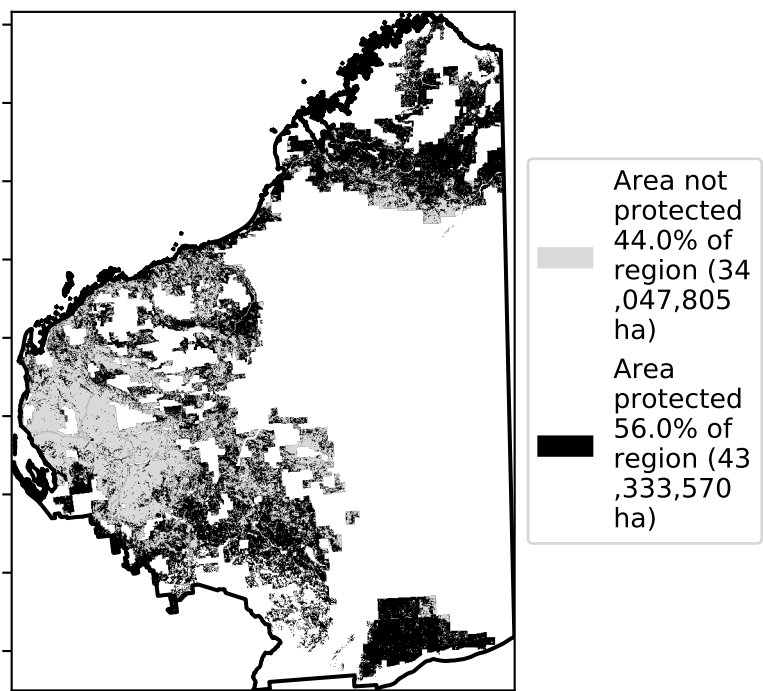 Area not
protected
44.0% of
region (34
,047,805
ha)
Area
protected
56.0% of
region (43
,333,570
ha)